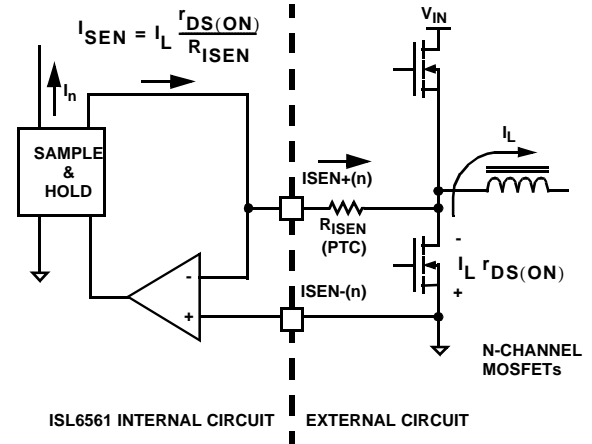 I_SEN = I_L r_DS(ON) / R_ISEN
V_IN
I_n
SAMPLE
&
HOLD
I_L
ISEN+(n)
R_ISEN
(PTC)
-
I_L r_DS(ON)
+
-
+
ISEN-(n)
N-CHANNEL
MOSFETs
ISL6561 INTERNAL CIRCUIT
EXTERNAL CIRCUIT